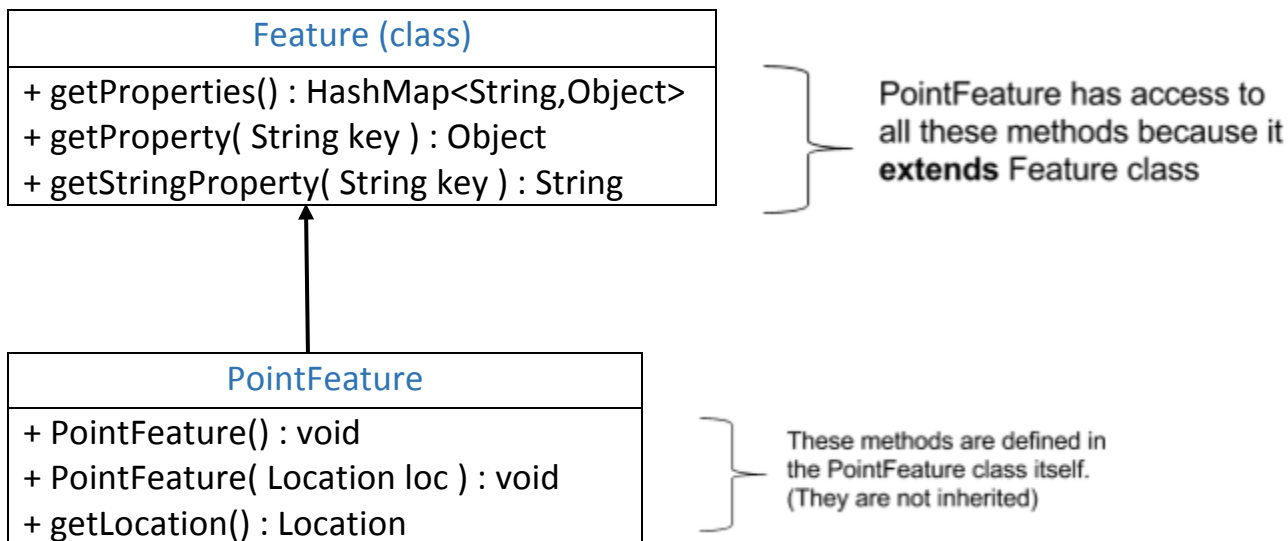 Feature (class)
+ getProperties() : HashMap<String,Object>
+ getProperty( String key ) : Object
+ getStringProperty( String key ) : String
PointFeature has access to
all these methods because it
extends Feature class
PointFeature
+ PointFeature() : void
+ PointFeature( Location loc ) : void
+ getLocation() : Location
These methods are defined in
the PointFeature class itself.
(They are not inherited)